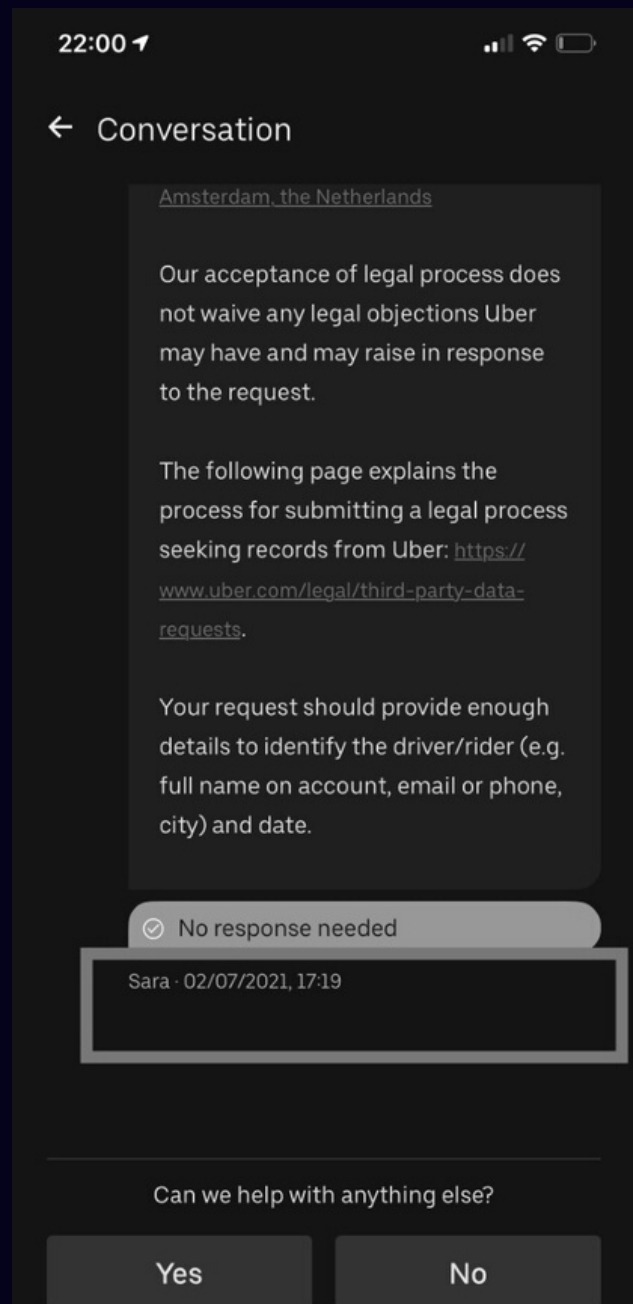 22:00
Conversation
Amsterdam, the Netherlands
Our acceptance of legal process does
not waive any legal objections Uber
may have and may raise in response
to the request.
The following page explains the
process for submitting a legal process
seeking records from Uber: https://
www.uber.com/legal/third-party-data-
requests.
Your request should provide enough
details to identify the driver/rider (e.g.
full name on account, email or phone,
city) and date.
No response needed
Sara · 02/07/2021, 17:19
Can we help with anything else?
Yes
No